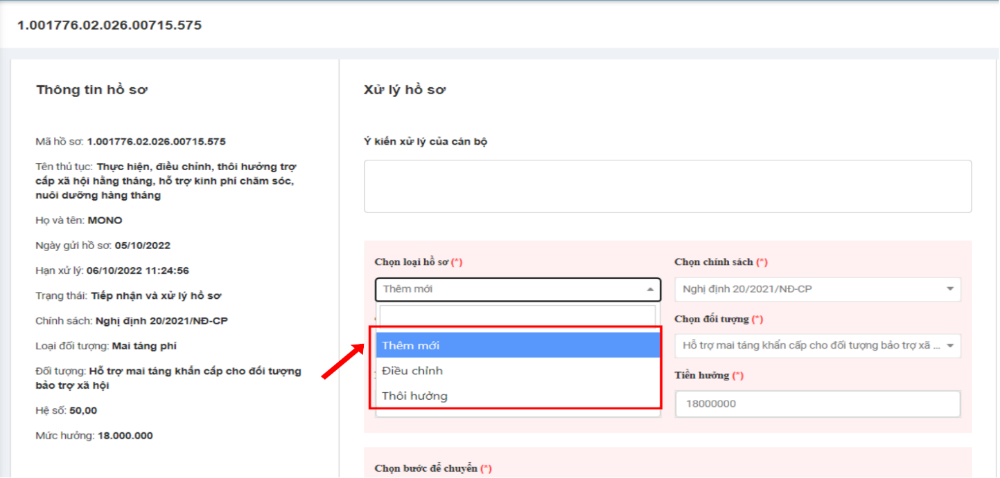 1.001776.02.026.00715.575
Thông tin hồ sơ
Mã hồ sơ: 1.001776.02.026.00715.575
Tên thủ tục: Thực hiện, điều chỉnh, thôi hưởng trợ
cấp xã hội hằng tháng, hỗ trợ kinh phí chăm sóc,
nuôi dưỡng hàng tháng
Họ và tên: MONO
Ngày gửi hồ sơ: 05/10/2022
Hạn xử lý: 06/10/2022 11:24:56
Trạng thái: Tiếp nhận và xử lý hồ sơ
Chính sách: Nghị định 20/2021/NĐ-CP
Loại đối tượng: Mai táng phí
Đối tượng: Hỗ trợ mai táng khẩn cấp cho đối tượng
bảo trợ xã hội
Hệ số: 50,00
Mức hưởng: 18.000.000
Xử lý hồ sơ
Ý kiến xử lý của cán bộ
Chọn loại hồ sơ (*)
Thêm mới
Thêm mới
Điều chỉnh
Thôi hưởng
Chọn chính sách (*)
Nghị định 20/2021/NĐ-CP
Chọn đối tượng (*)
Hỗ trợ mai táng khẩn cấp cho đối tượng bảo trợ xã ...
Tiền hưởng (*)
18000000
Chọn bước để chuyển (*)